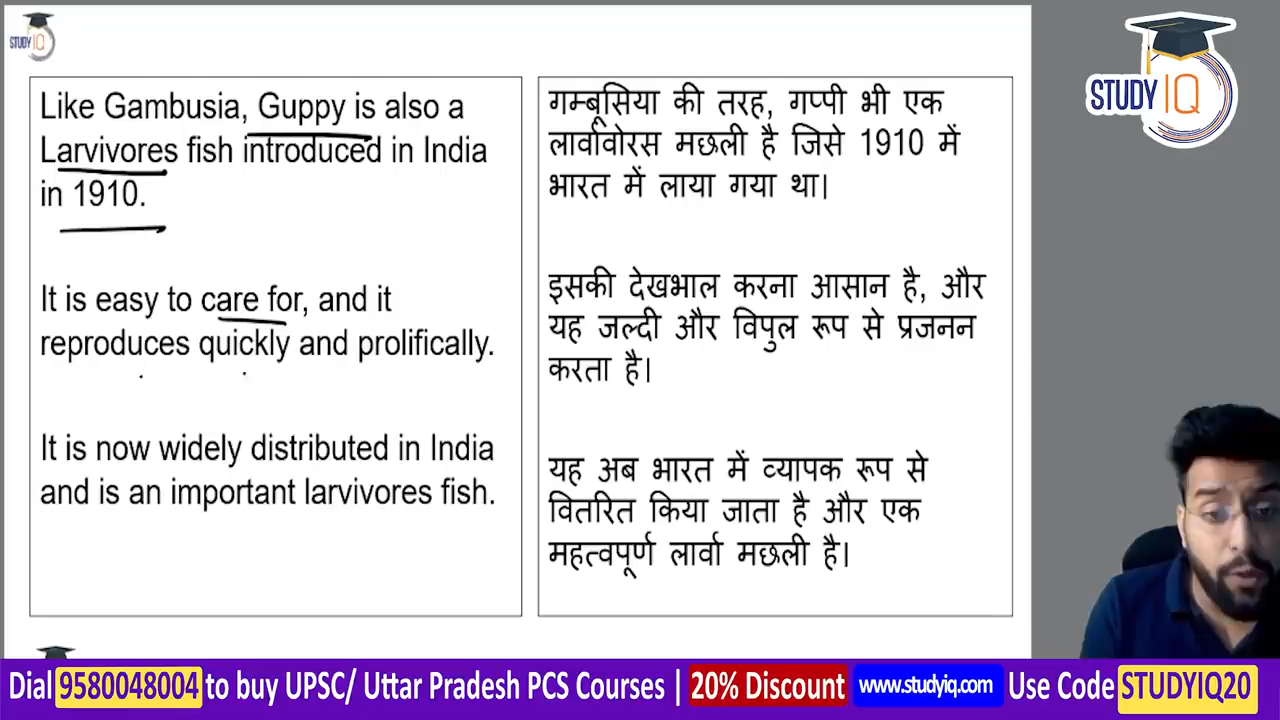 STUDY IQ
Like Gambusia, Guppy is also a
Larvivores fish introduced in India
in 1910.
It is easy to care for, and it
reproduces quickly and prolifically.
It is now widely distributed in India
and is an important larvivores fish.
गम्बूसिया की तरह, गप्पी भी एक
लार्वावोरस मछली है जिसे 1910 में
भारत में लाया गया था।
इसकी देखभाल करना आसान है, और
यह जल्दी और विपुल रूप से प्रजनन
करता है।
यह अब भारत में व्यापक रूप से
वितरित किया जाता है और एक
महत्वपूर्ण लार्वा मछली है।
STUDY IQ
Dial 9580048004 to buy UPSC/ Uttar Pradesh PCS Courses | 20% Discount www.studyiq.com Use Code STUDYIQ20